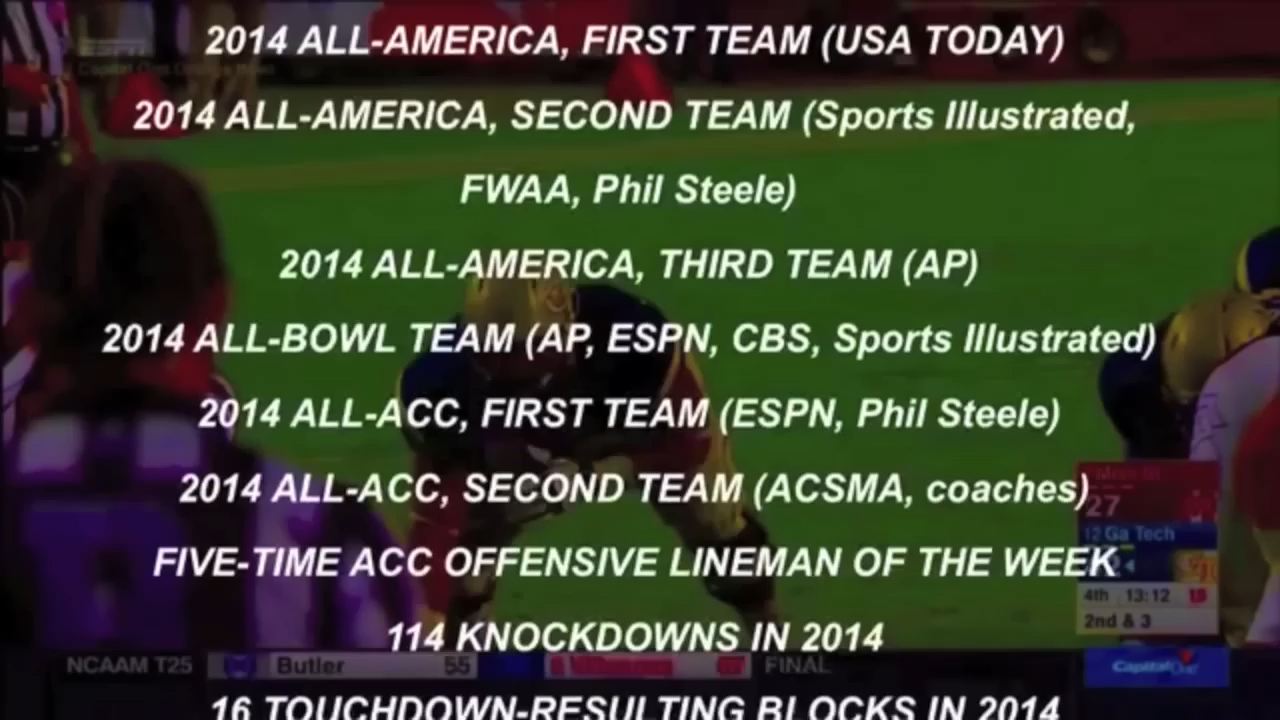 2014 ALL-AMERICA, FIRST TEAM (USA TODAY)
2014 ALL-AMERICA, SECOND TEAM (Sports Illustrated,
FWAA, Phil Steele)
2014 ALL-AMERICA, THIRD TEAM (AP)
2014 ALL-BOWL TEAM (AP, ESPN, CBS, Sports Illustrated)
2014 ALL-ACC, FIRST TEAM (ESPN, Phil Steele)
2014 ALL-ACC, SECOND TEAM (ACSMA, coaches)
27
12 Ga Tech
FIVE-TIME ACC OFFENSIVE LINEMAN OF THE WEEK
4th 13:12
2nd & 3
114 KNOCKDOWNS IN 2014
NCAAM T25 Butler 55 FINAL
Capital One
16 TOUCHDOWN-RESULTING BLOCKS IN 2014